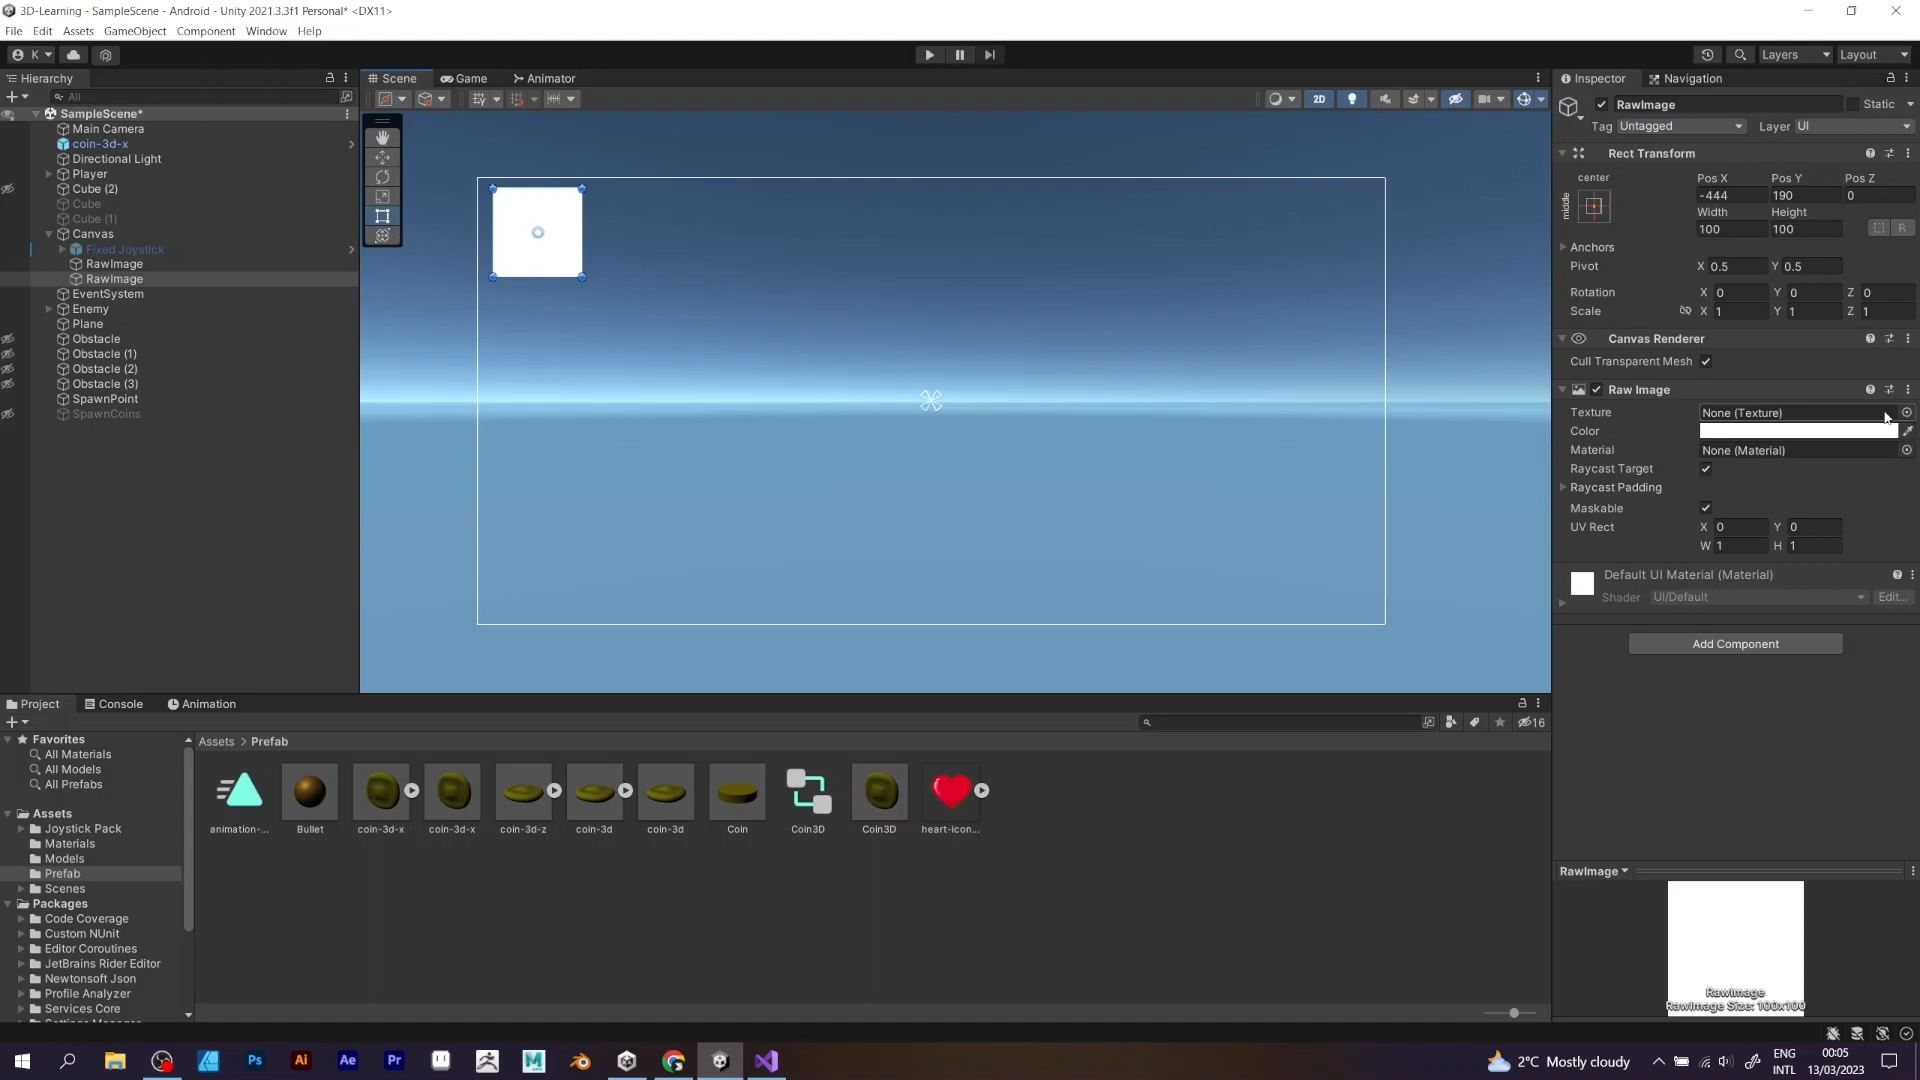 3D-Learning - SampleScene - Android - Unity 2021.3.3f1 Personal* <DX11>
File Edit Assets GameObject Component Window Help
K Layers Layout
Hierarchy
All
SampleScene*
Main Camera
coin-3d-x
Directional Light
Player
Cube (2)
Cube
Cube (1)
Canvas
Fixed Joystick
RawImage
RawImage
EventSystem
Enemy
Plane
Obstacle
Obstacle (1)
Obstacle (2)
Obstacle (3)
SpawnPoint
SpawnCoins
Scene Game Animator
2D
Inspector Navigation
RawImage Static
Tag Untagged Layer UI
Rect Transform
center
middle
Pos X Pos Y Pos Z
-444 190 0
Width Height
100 100
R
Anchors
Pivot X 0.5 Y 0.5
Rotation X 0 Y 0 Z 0
Scale X 1 Y 1 Z 1
Canvas Renderer
Cull Transparent Mesh
Raw Image
Texture None (Texture)
Color
Material None (Material)
Raycast Target
Raycast Padding
Maskable
UV Rect X 0 Y 0
W 1 H 1
Default UI Material (Material)
Shader UI/Default Edit...
Add Component
RawImage
RawImage
RawImage Size: 100x100
Project Console Animation
16
Favorites
All Materials
All Models
All Prefabs
Assets
Joystick Pack
Materials
Models
Prefab
Scenes
Packages
Code Coverage
Custom NUnit
Editor Coroutines
JetBrains Rider Editor
Newtonsoft Json
Profile Analyzer
Services Core
Assets > Prefab
animation-... Bullet coin-3d-x coin-3d-x coin-3d-z coin-3d coin-3d Coin Coin3D Coin3D heart-icon...
Ps Ai Ae Pr
2°C Mostly cloudy
ENG
INTL
00:05
13/03/2023